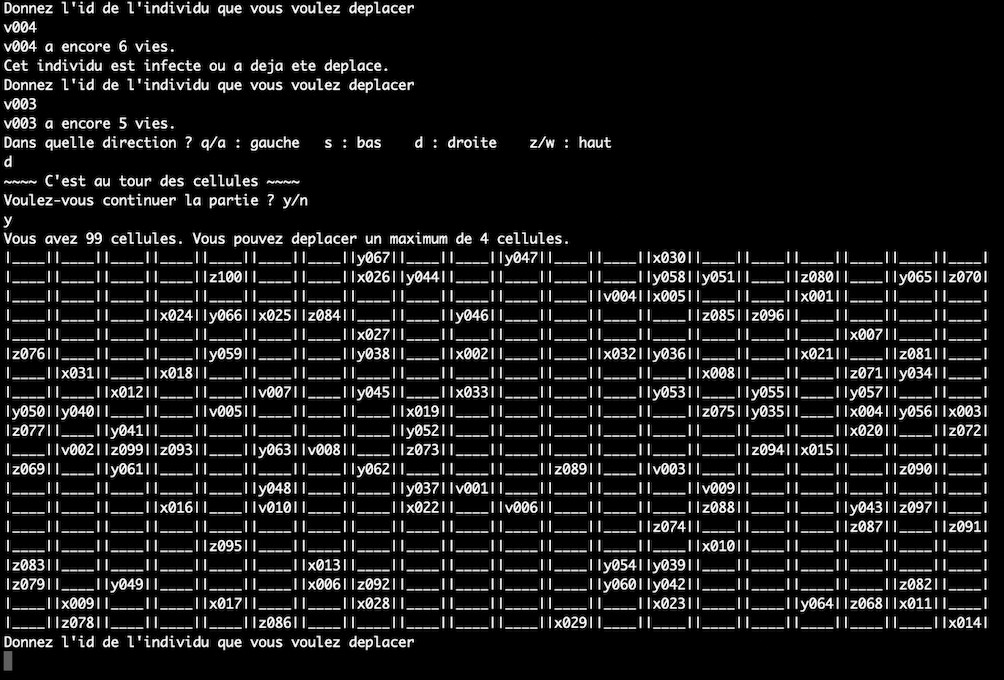 Donnez l'id de l'individu que vous voulez deplacer
v004
v004 a encore 6 vies.
Cet individu est infecte ou a deja ete deplace.
Donnez l'id de l'individu que vous voulez deplacer
v003
v003 a encore 5 vies.
Dans quelle direction ? q/a : gauche   s : bas    d : droite    z/w : haut
d
~~~~ C'est au tour des cellules ~~~~
Voulez-vous continuer la partie ? y/n
y
Vous avez 99 cellules. Vous pouvez deplacer un maximum de 4 cellules.
|____||____||____||____||____||____||____||y067||____||____||y047||____||____||x030||____||____||____||____||____||____|
|____||____||____||____||z100||____||____||x026||y044||____||____||____||____||y058||y051||____||z080||____||y065||z070|
|____||____||____||____||____||____||____||____||____||____||____||____||v004||x005||____||____||x001||____||____||____|
|____||____||____||x024||y066||x025||z084||____||____||y046||____||____||____||____||z085||z096||____||____||____||____|
|____||____||____||____||____||____||____||x027||____||____||____||____||____||____||____||____||____||x007||____||____|
|z076||____||____||____||y059||____||____||y038||____||x002||____||____||x032||y036||____||____||x021||____||z081||____|
|____||x031||____||x018||____||____||____||____||____||____||____||____||____||____||x008||____||____||z071||y034||____|
|____||____||x012||____||____||v007||____||y045||____||x033||____||____||____||y053||____||y055||____||y057||____||____|
|y050||y040||____||____||v005||____||____||____||x019||____||____||____||____||____||z075||y035||____||x004||y056||x003|
|z077||____||y041||____||____||____||____||____||y052||____||____||____||____||____||____||____||____||x020||____||z072|
|____||v002||z099||z093||____||y063||v008||____||z073||____||____||____||____||____||____||z094||x015||____||____||____|
|z069||____||y061||____||____||____||____||y062||____||____||____||z089||____||v003||____||____||____||____||z090||____|
|____||____||____||____||____||y048||____||____||y037||v001||____||____||____||____||v009||____||____||____||____||____|
|____||____||____||x016||____||v010||____||____||x022||____||v006||____||____||____||z088||____||____||y043||z097||____|
|____||____||____||____||____||____||____||____||____||____||____||____||____||z074||____||____||____||z087||____||z091|
|____||____||____||____||z095||____||____||____||____||____||____||____||____||____||x010||____||____||____||____||____|
|z083||____||____||____||____||____||x013||____||____||____||____||____||y054||y039||____||____||____||____||____||____|
|z079||____||y049||____||____||____||x006||z092||____||____||____||____||y060||y042||____||____||____||____||z082||____|
|____||x009||____||____||x017||____||____||x028||____||____||____||____||____||x023||____||____||y064||z068||x011||____|
|____||z078||____||____||____||z086||____||____||____||____||____||x029||____||____||____||____||____||____||____||x014|
Donnez l'id de l'individu que vous voulez deplacer